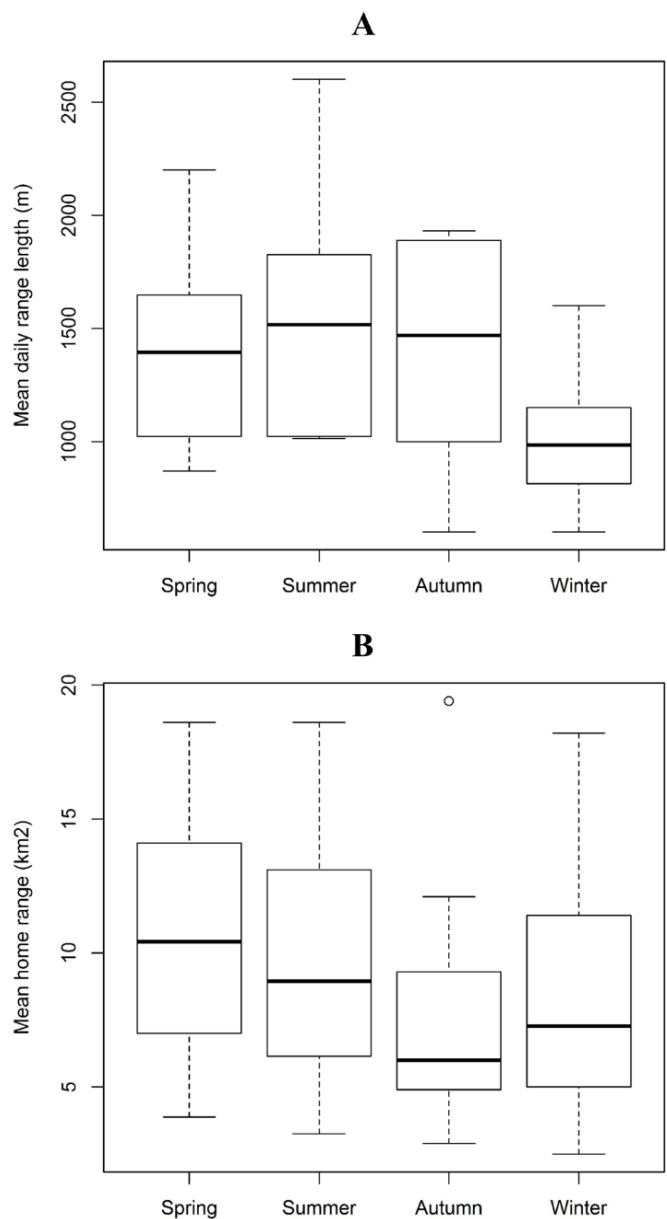 A
Mean daily range length (m)
2500
2000
1500
1000
Spring Summer Autumn Winter
B
Mean home range (km2)
20
15
10
5
Spring Summer Autumn Winter